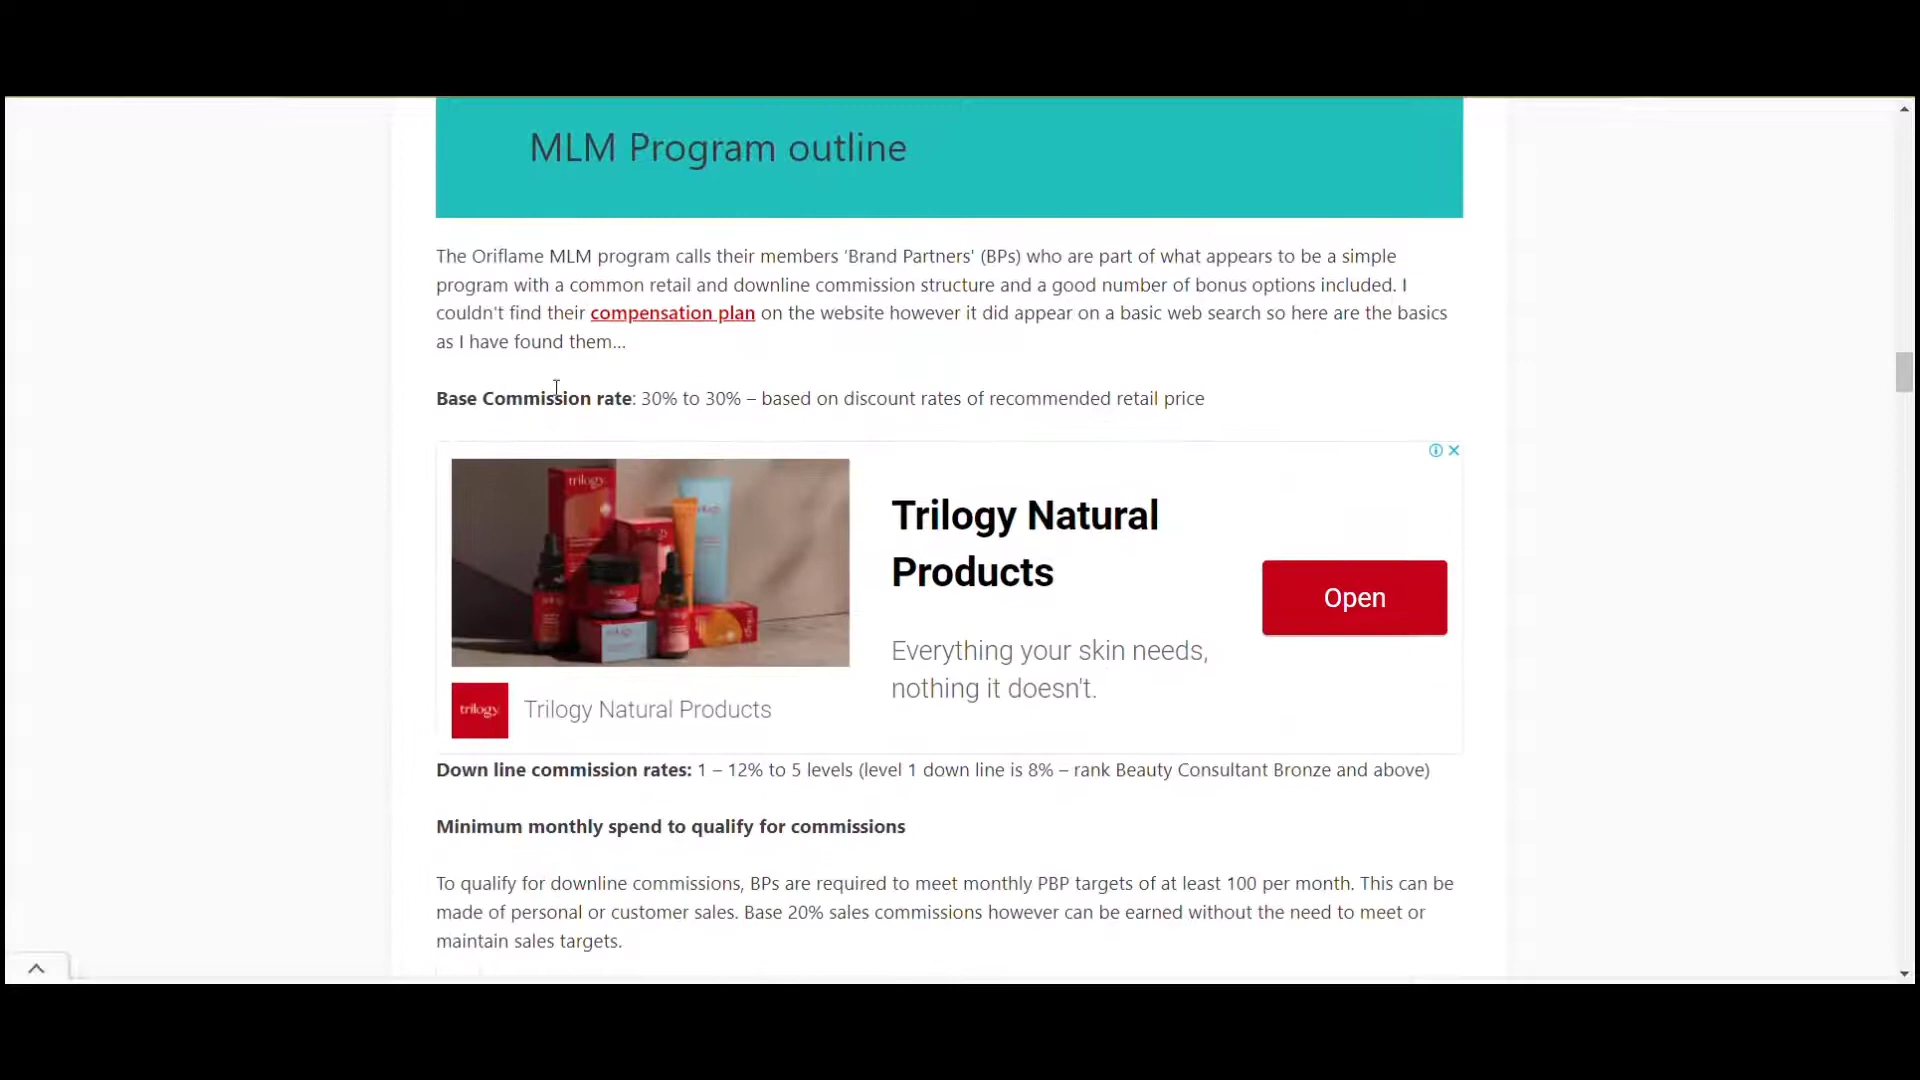 MLM Program outline
The Oriflame MLM program calls their members 'Brand Partners' (BPs) who are part of what appears to be a simple
program with a common retail and downline commission structure and a good number of bonus options included. I
couldn't find their compensation plan on the website however it did appear on a basic web search so here are the basics
as I have found them...
Base Commission rate: 30% to 30% – based on discount rates of recommended retail price
trilogy
Trilogy Natural
Products
Open
Everything your skin needs,
nothing it doesn't.
trilogy
Trilogy Natural Products
Down line commission rates: 1 – 12% to 5 levels (level 1 down line is 8% – rank Beauty Consultant Bronze and above)
Minimum monthly spend to qualify for commissions
To qualify for downline commissions, BPs are required to meet monthly PBP targets of at least 100 per month. This can be
made of personal or customer sales. Base 20% sales commissions however can be earned without the need to meet or
maintain sales targets.